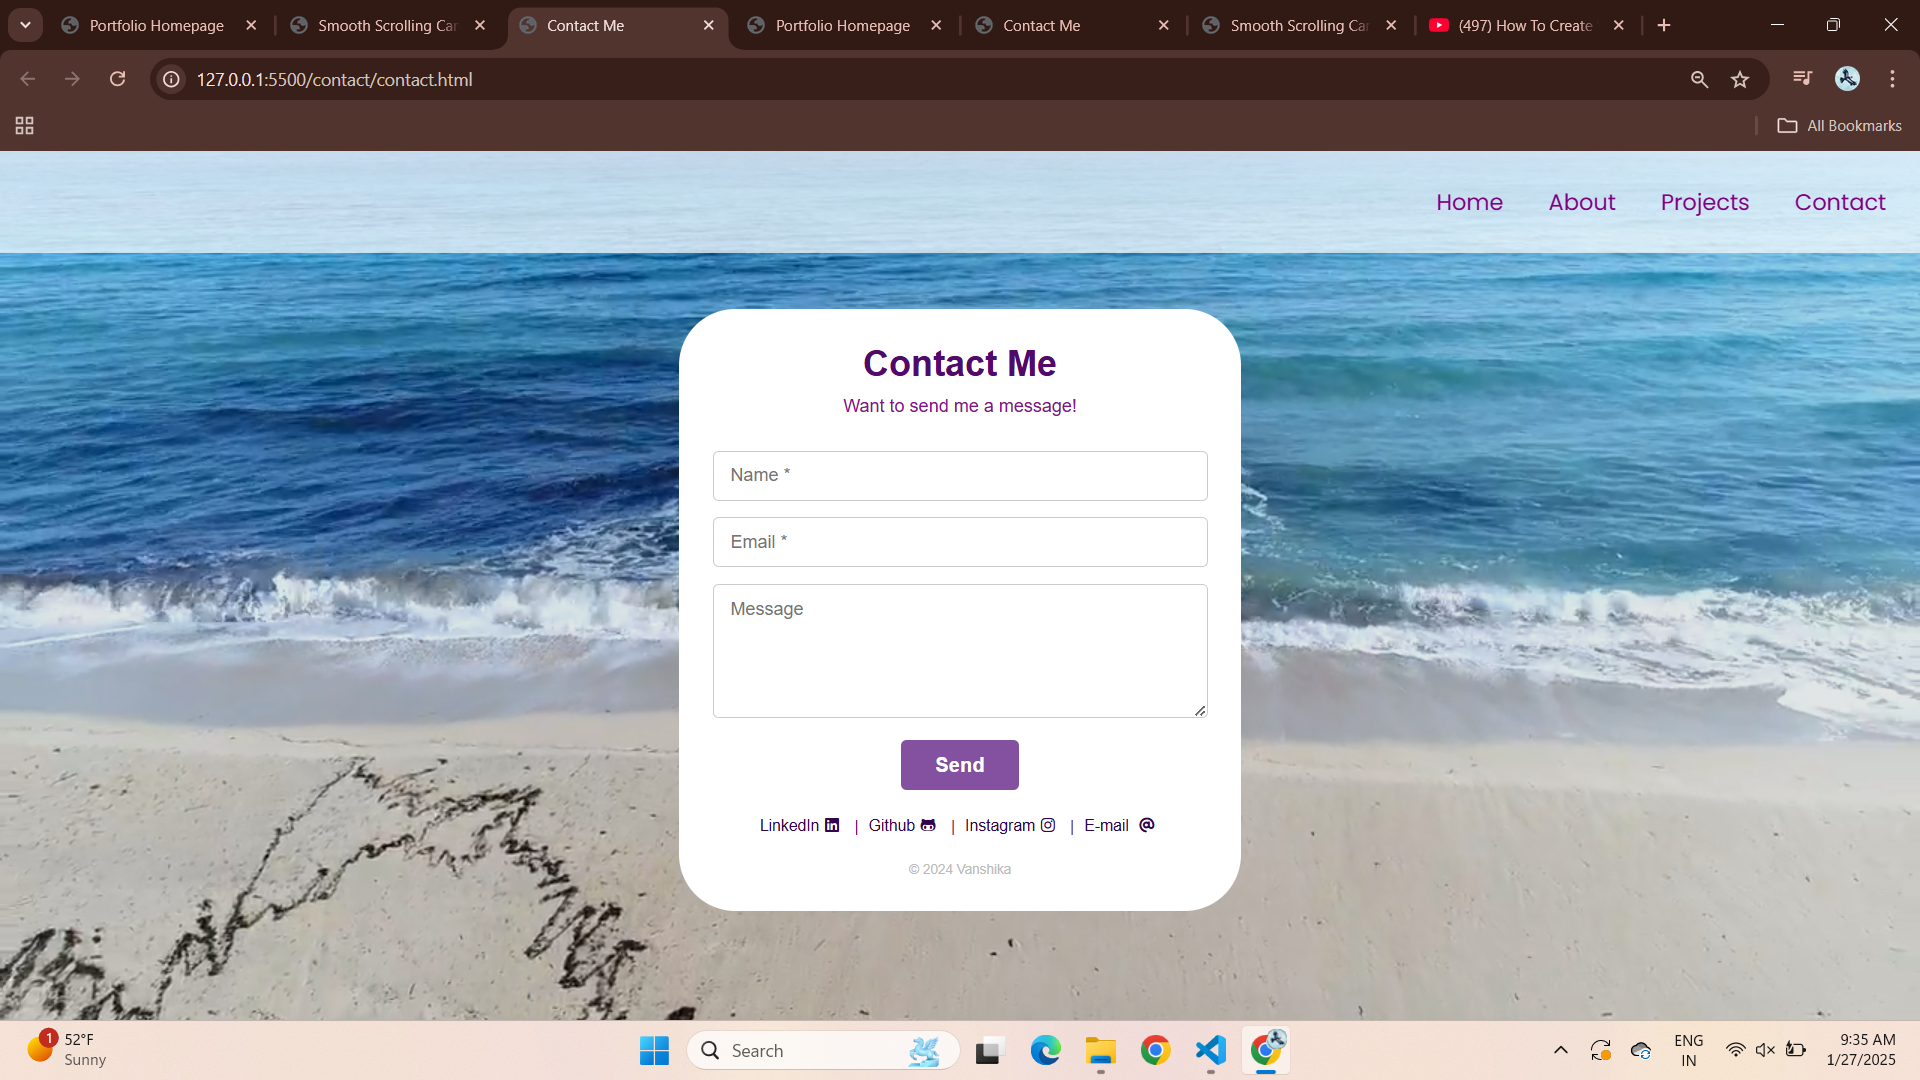 Portfolio Homepage
Smooth Scrolling Car
Contact Me
Portfolio Homepage
Contact Me
Smooth Scrolling Car
(497) How To Create
127.0.0.1:5500/contact/contact.html
All Bookmarks
Home About Projects Contact
Contact Me
Want to send me a message!
Name *
Email *
Message
Send
LinkedIn | Github | Instagram | E-mail
© 2024 Vanshika
1
52°F
Sunny
Search
ENG
IN
9:35 AM
1/27/2025